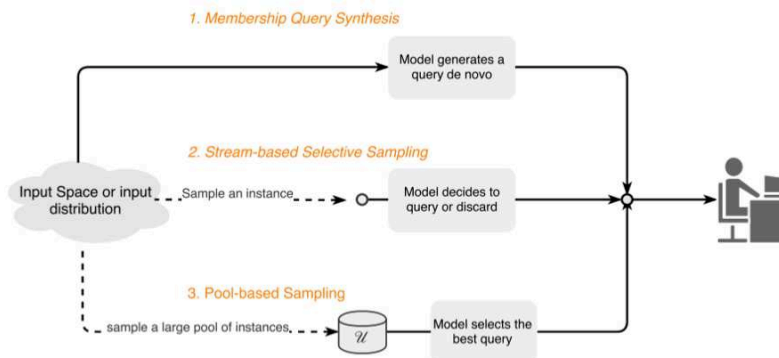 1. Membership Query Synthesis
Model generates a
query de novo
2. Stream-based Selective Sampling
Input Space or input
distribution
Sample an instance
Model decides to
query or discard
3. Pool-based Sampling
sample a large pool of instances
𝒰
Model selects the
best query